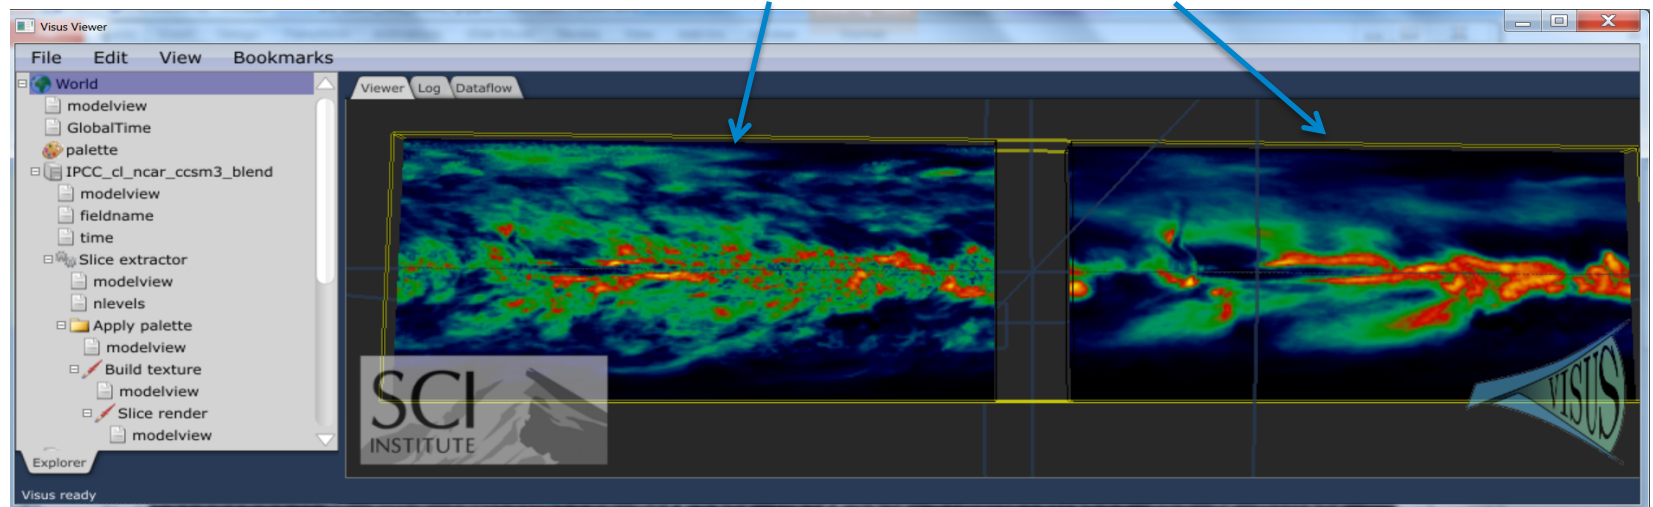 Visus Viewer
File Edit View Bookmarks
World
modelview
GlobalTime
palette
IPCC_cl_ncar_ccsm3_blend
modelview
fieldname
time
Slice extractor
modelview
nlevels
Apply palette
modelview
Build texture
modelview
Slice render
modelview
Explorer
Visus ready
Viewer Log Dataflow
SCI
INSTITUTE
VISUS